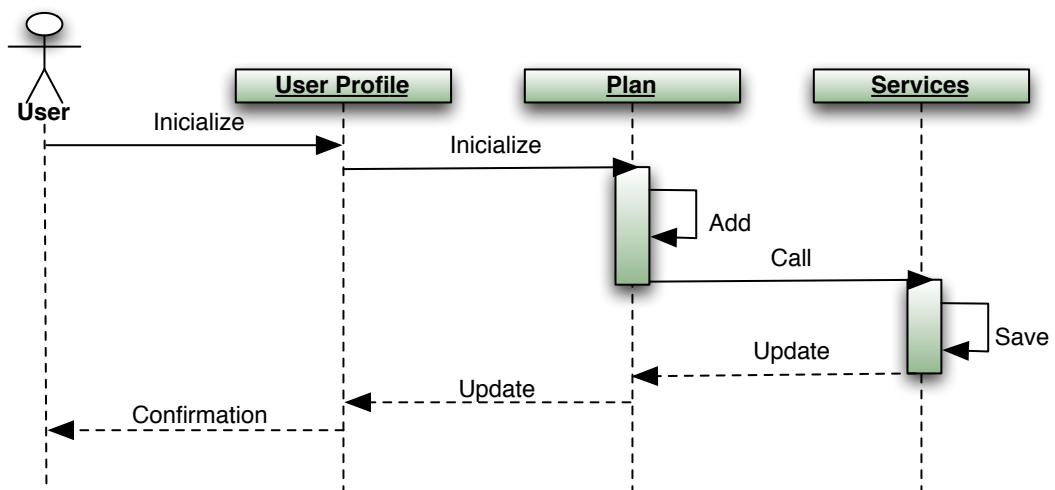 User Profile
Plan
Services
User
Inicialize
Inicialize
Add
Call
Save
Update
Update
Confirmation